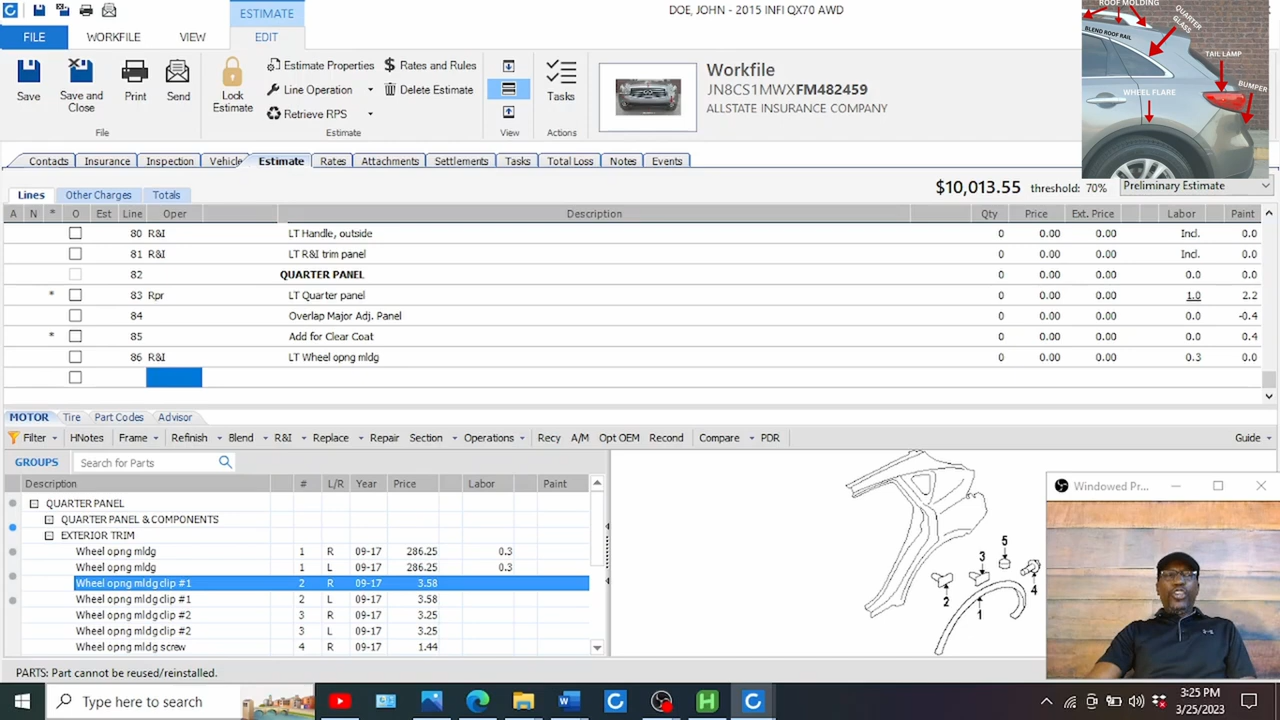 DOE, JOHN - 2015 INFI QX70 AWD
ESTIMATE
FILE WORKFILE VIEW EDIT
Save
Save and Close
Print
Send
File
Lock Estimate
Estimate Properties
Line Operation
Retrieve RPS
Rates and Rules
Delete Estimate
Estimate
View
Tasks
Actions
Workfile
JN8CS1MWXFM482459
ALLSTATE INSURANCE COMPANY
ROOF MOLDING
BLEND ROOF RAIL
QUARTER GLASS
TAIL LAMP
WHEEL FLARE
BUMPER
Contacts Insurance Inspection Vehicle Estimate Rates Attachments Settlements Tasks Total Loss Notes Events
Lines Other Charges Totals
$10,013.55 threshold: 70% Preliminary Estimate
A N * O Est Line Oper Description Qty Price Ext. Price Labor Paint
80 R&I LT Handle, outside 0 0.00 0.00 Incl. 0.0
81 R&I LT R&I trim panel 0 0.00 0.00 Incl. 0.0
82 QUARTER PANEL 0 0.00 0.00 0.0 0.0
* 83 Rpr LT Quarter panel 0 0.00 0.00 1.0 2.2
84 Overlap Major Adj. Panel 0 0.00 0.00 0.0 -0.4
* 85 Add for Clear Coat 0 0.00 0.00 0.0 0.4
86 R&I LT Wheel opng mldg 0 0.00 0.00 0.3 0.0
MOTOR Tire Part Codes Advisor
Filter HNotes Frame Refinish Blend R&I Replace Repair Section Operations Recy A/M Opt OEM Recond Compare PDR Guide
GROUPS Search for Parts
Description # L/R Year Price Labor Paint
QUARTER PANEL
QUARTER PANEL & COMPONENTS
EXTERIOR TRIM
Wheel opng mldg 1 R 09-17 286.25 0.3
Wheel opng mldg 1 L 09-17 286.25 0.3
Wheel opng mldg clip #1 2 R 09-17 3.58
Wheel opng mldg clip #1 2 L 09-17 3.58
Wheel opng mldg clip #2 3 R 09-17 3.25
Wheel opng mldg clip #2 3 L 09-17 3.25
Wheel opng mldg screw 4 R 09-17 1.44
5
3
2
1
4
Windowed Pr...
PARTS: Part cannot be reused/reinstalled.
Type here to search
3:25 PM
3/25/2023